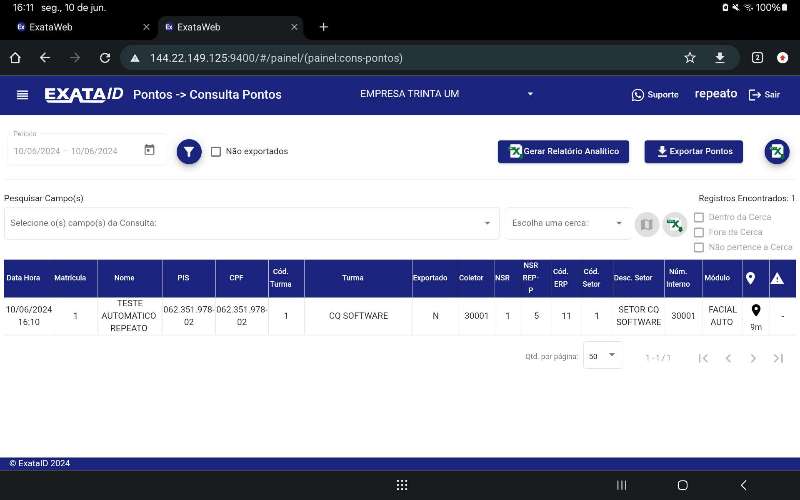 16:11 seg., 10 de jun.
100%
Ex ExataWeb
Ex ExataWeb
144.22.149.125:9400/#/painel/(painel:cons-pontos)
2
EXATAID
Pontos -> Consulta Pontos
EMPRESA TRINTA UM
Suporte
repeato
Sair
Período
10/06/2024 – 10/06/2024
Não exportados
Gerar Relatório Analítico
Exportar Pontos
Pesquisar Campo(s)
Registros Encontrados: 1
Selecione o(s) campo(s) da Consulta:
Escolha uma cerca:
Dentro da Cerca
Fora da Cerca
Não pertence a Cerca
Data Hora Matrícula Nome PIS CPF Cód. Turma Turma Exportado Coletor NSR NSR REP-P Cód. ERP Cód. Setor Desc. Setor Núm. Interno Módulo
10/06/2024 16:10 1 TESTE AUTOMATICO REPEATO 062.351.978-02 062.351.978-02 1 CQ SOFTWARE N 30001 1 5 11 1 SETOR CQ SOFTWARE 30001 FACIAL AUTO 9m -
Qtd. por página: 50 1 - 1 / 1
© ExataID 2024